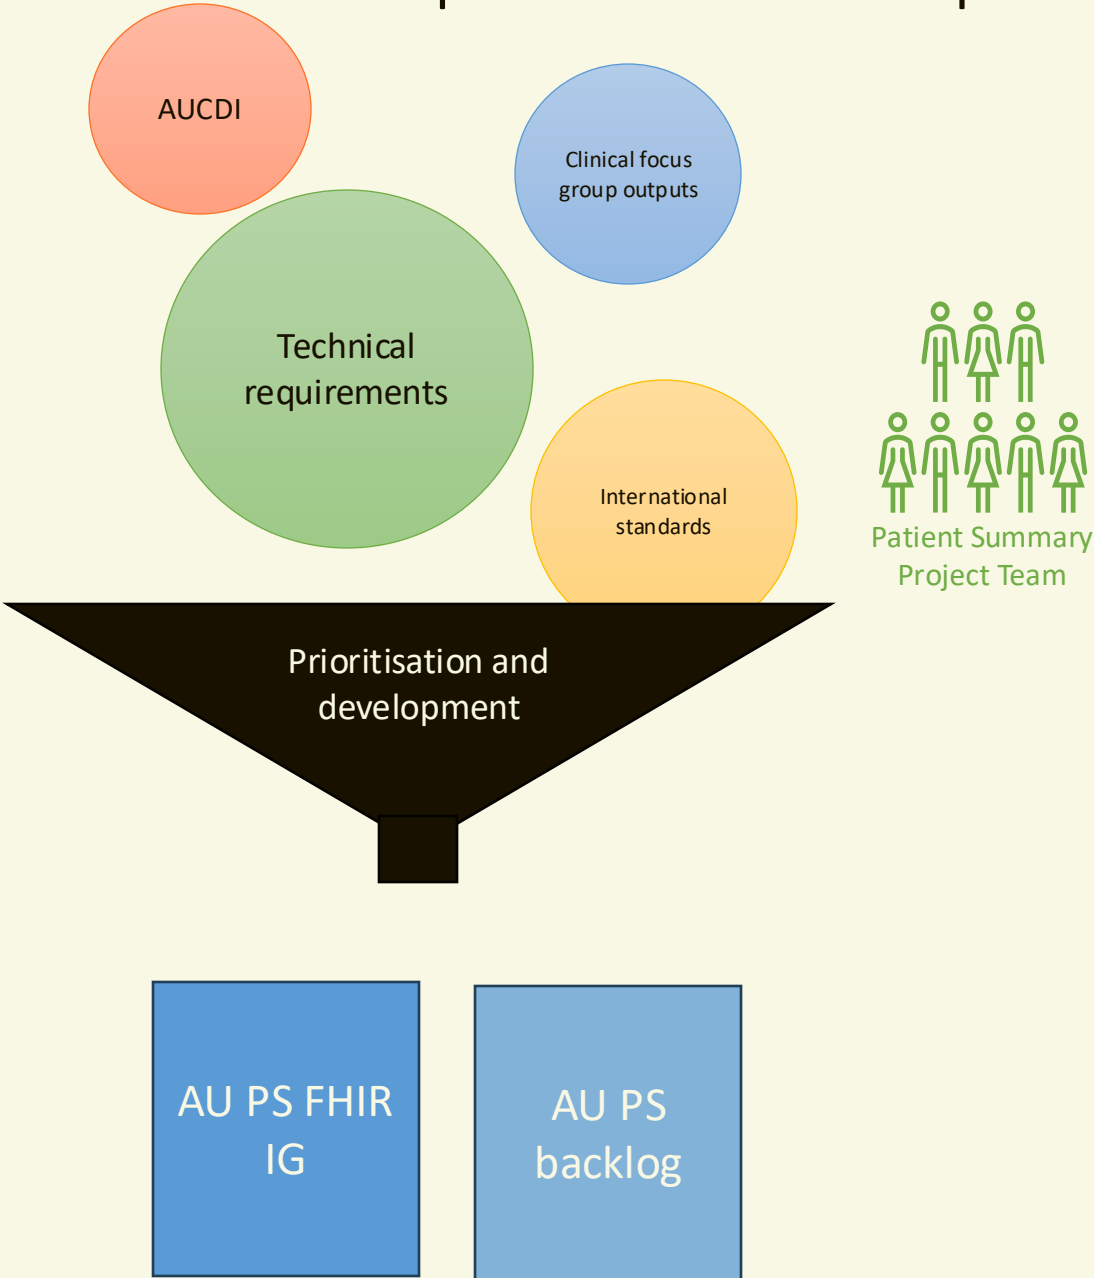 AUCDI
Clinical focus
group outputs
Technical
requirements
International
standards
Patient Summary
Project Team
Prioritisation and
development
AU PS FHIR
IG
AU PS
backlog